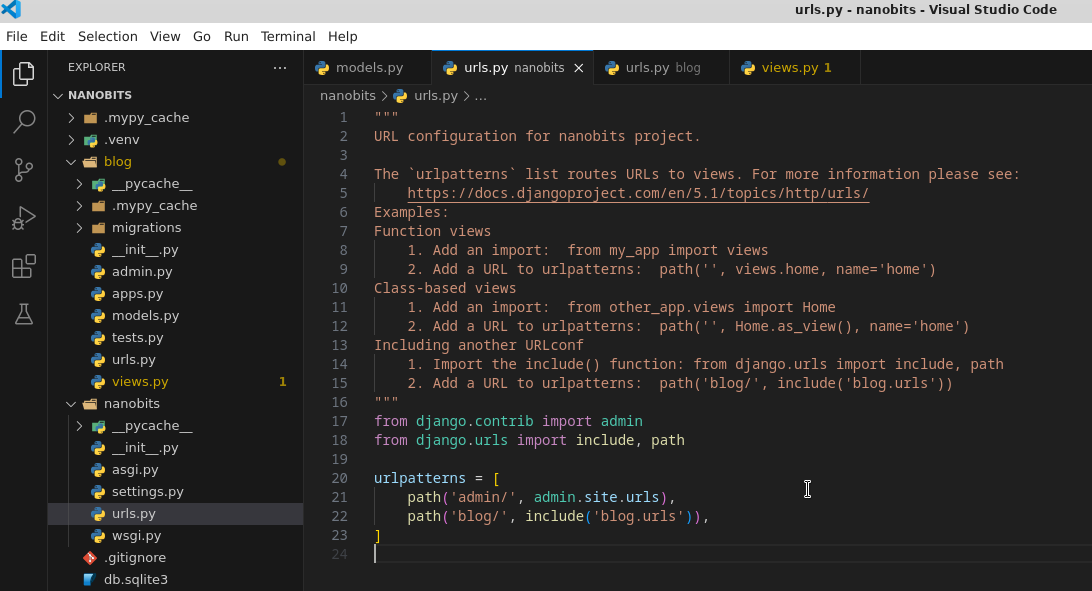 urls.py - nanobits - Visual Studio Code
File Edit Selection View Go Run Terminal Help
EXPLORER ...
NANOBITS
.mypy_cache
.venv
blog
__pycache__
.mypy_cache
migrations
__init__.py
admin.py
apps.py
models.py
tests.py
urls.py
views.py 1
nanobits
__pycache__
__init__.py
asgi.py
settings.py
urls.py
wsgi.py
.gitignore
db.sqlite3
models.py
urls.py nanobits
urls.py blog
views.py 1
nanobits > urls.py > ...
1 """
2 URL configuration for nanobits project.
3
4 The `urlpatterns` list routes URLs to views. For more information please see:
5     https://docs.djangoproject.com/en/5.1/topics/http/urls/
6 Examples:
7 Function views
8     1. Add an import:  from my_app import views
9     2. Add a URL to urlpatterns:  path('', views.home, name='home')
10 Class-based views
11     1. Add an import:  from other_app.views import Home
12     2. Add a URL to urlpatterns:  path('', Home.as_view(), name='home')
13 Including another URLconf
14     1. Import the include() function: from django.urls import include, path
15     2. Add a URL to urlpatterns:  path('blog/', include('blog.urls'))
16 """
17 from django.contrib import admin
18 from django.urls import include, path
19
20 urlpatterns = [
21     path('admin/', admin.site.urls),
22     path('blog/', include('blog.urls')),
23 ]
24